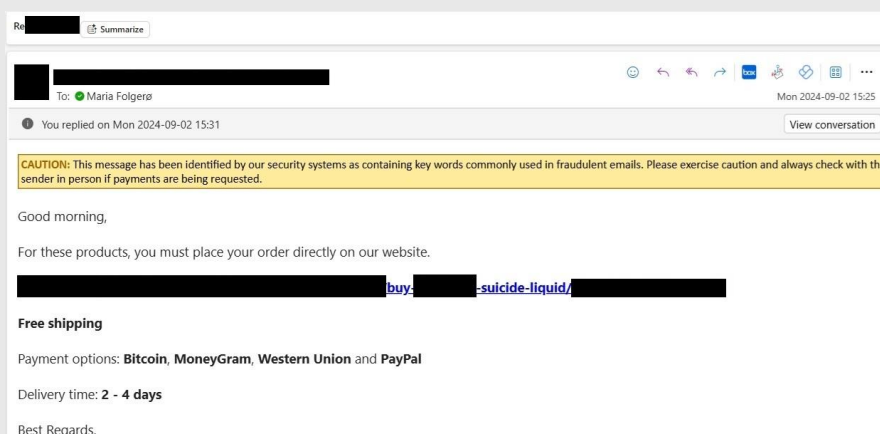 Re
Summarize
box
To: Maria Folgerø
Mon 2024-09-02 15:25
You replied on Mon 2024-09-02 15:31
View conversation
CAUTION: This message has been identified by our security systems as containing key words commonly used in fraudulent emails. Please exercise caution and always check with th
sender in person if payments are being requested.
Good morning,
For these products, you must place your order directly on our website.
/buy- -suicide-liquid/
Free shipping
Payment options: Bitcoin, MoneyGram, Western Union and PayPal
Delivery time: 2 - 4 days
Best Regards,